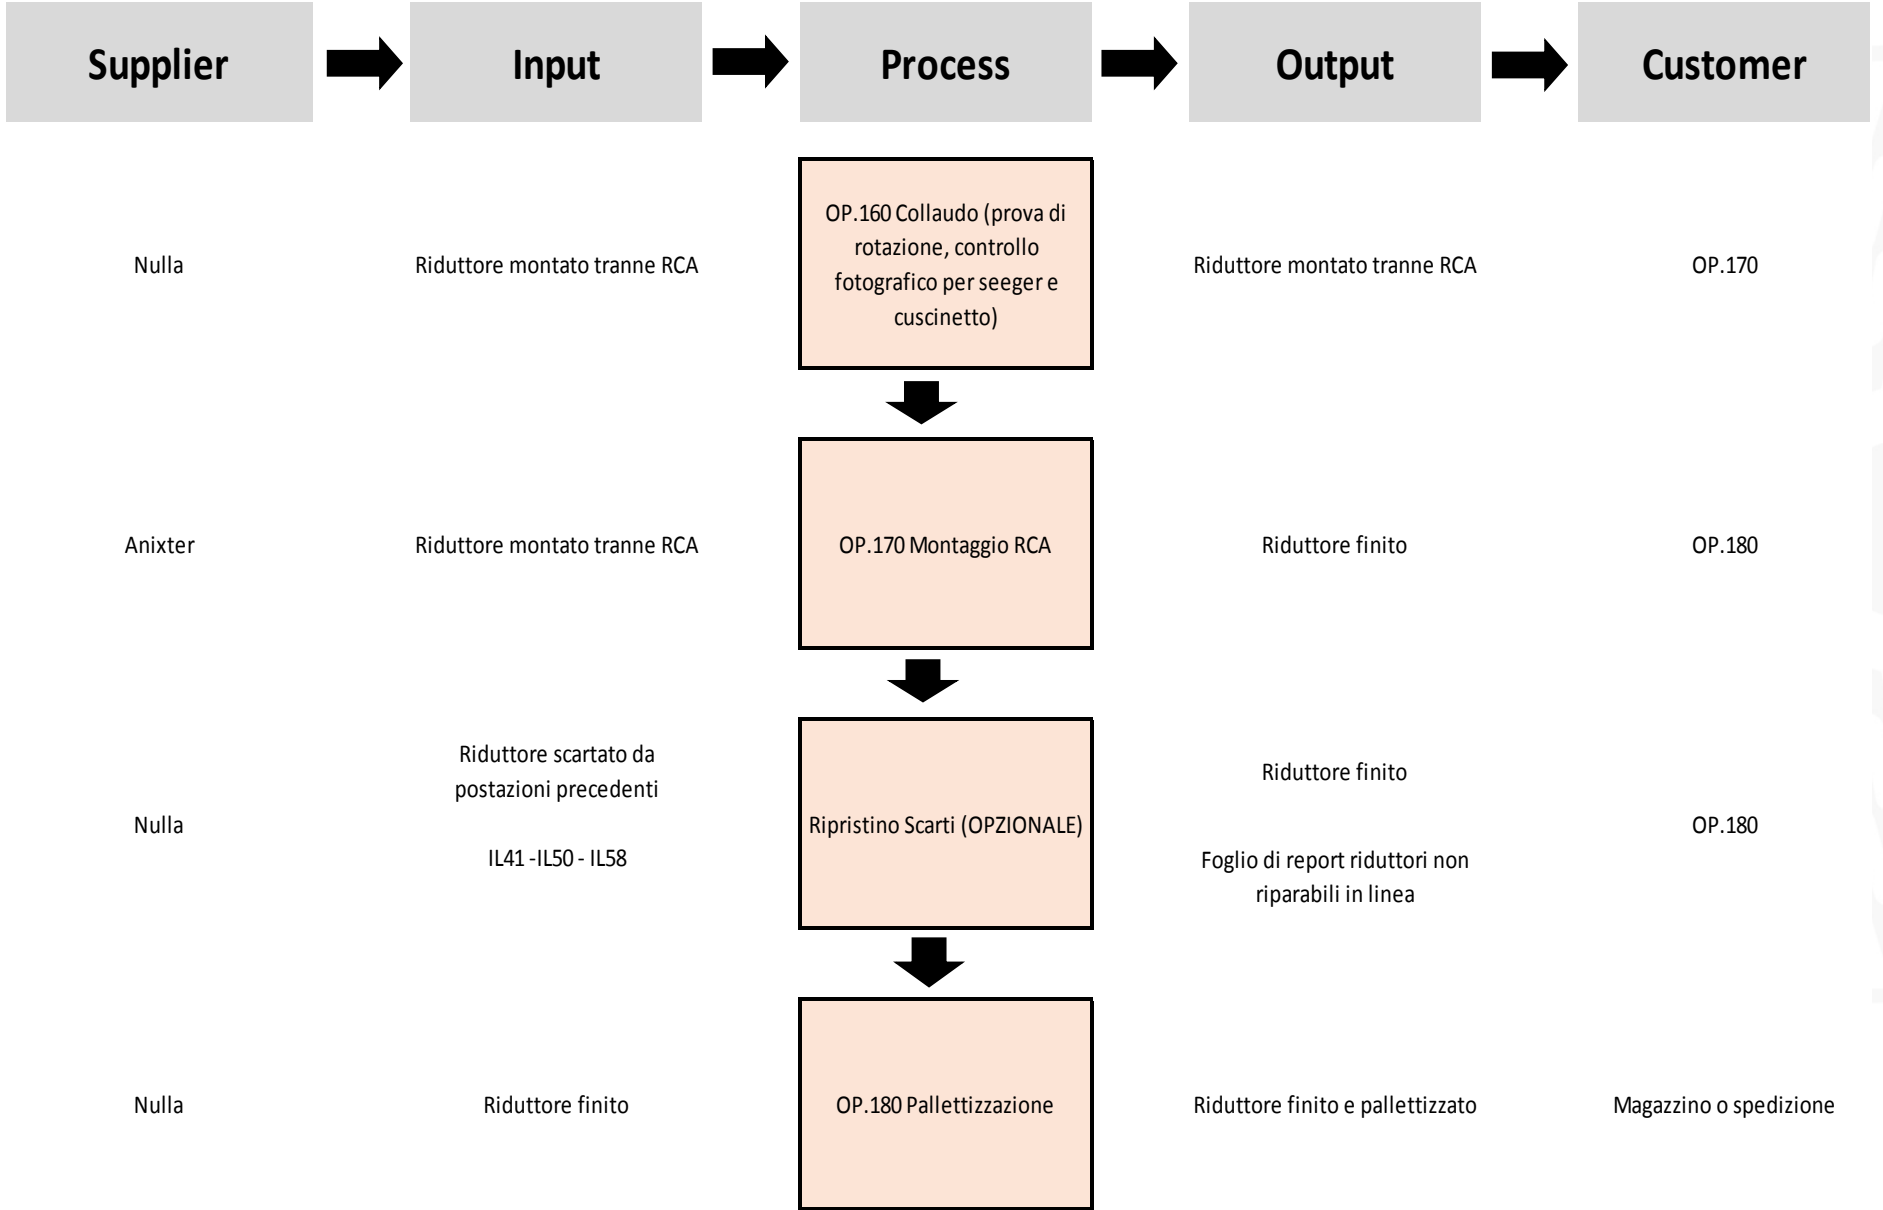 Supplier
Input
Process
Output
Customer
Nulla
Riduttore montato tranne RCA
OP.160 Collaudo (prova di
rotazione, controllo
fotografico per seeger e
cuscinetto)
Riduttore montato tranne RCA
OP.170
Anixter
Riduttore montato tranne RCA
OP.170 Montaggio RCA
Riduttore finito
OP.180
Nulla
Riduttore scartato da
postazioni precedenti
IL41 -IL50 - IL58
Ripristino Scarti (OPZIONALE)
Riduttore finito
Foglio di report riduttori non
riparabili in linea
OP.180
Nulla
Riduttore finito
OP.180 Pallettizzazione
Riduttore finito e pallettizzato
Magazzino o spedizione